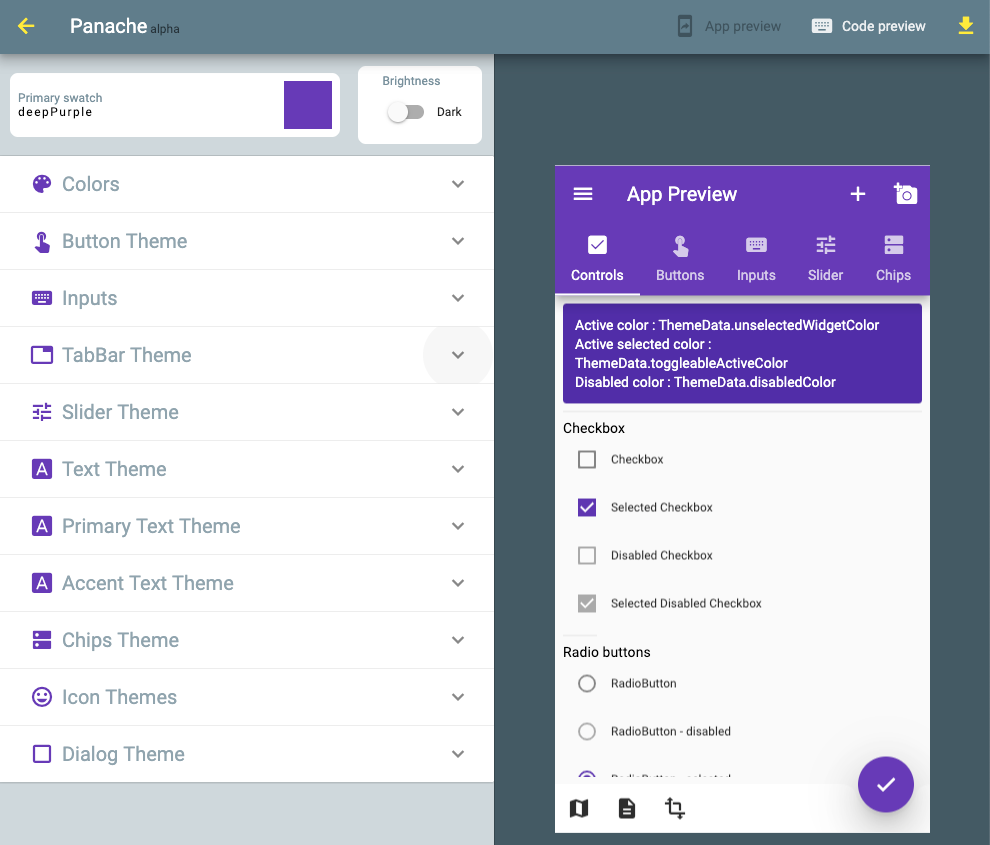 Panache alpha
App preview
Code preview
Primary swatch
deepPurple
Brightness
Dark
Colors
Button Theme
Inputs
TabBar Theme
Slider Theme
Text Theme
Primary Text Theme
Accent Text Theme
Chips Theme
Icon Themes
Dialog Theme
App Preview
Controls
Buttons
Inputs
Slider
Chips
Active color : ThemeData.unselectedWidgetColor
Active selected color :
ThemeData.toggleableActiveColor
Disabled color : ThemeData.disabledColor
Checkbox
Checkbox
Selected Checkbox
Disabled Checkbox
Selected Disabled Checkbox
Radio buttons
RadioButton
RadioButton - disabled
RadioButton - selected